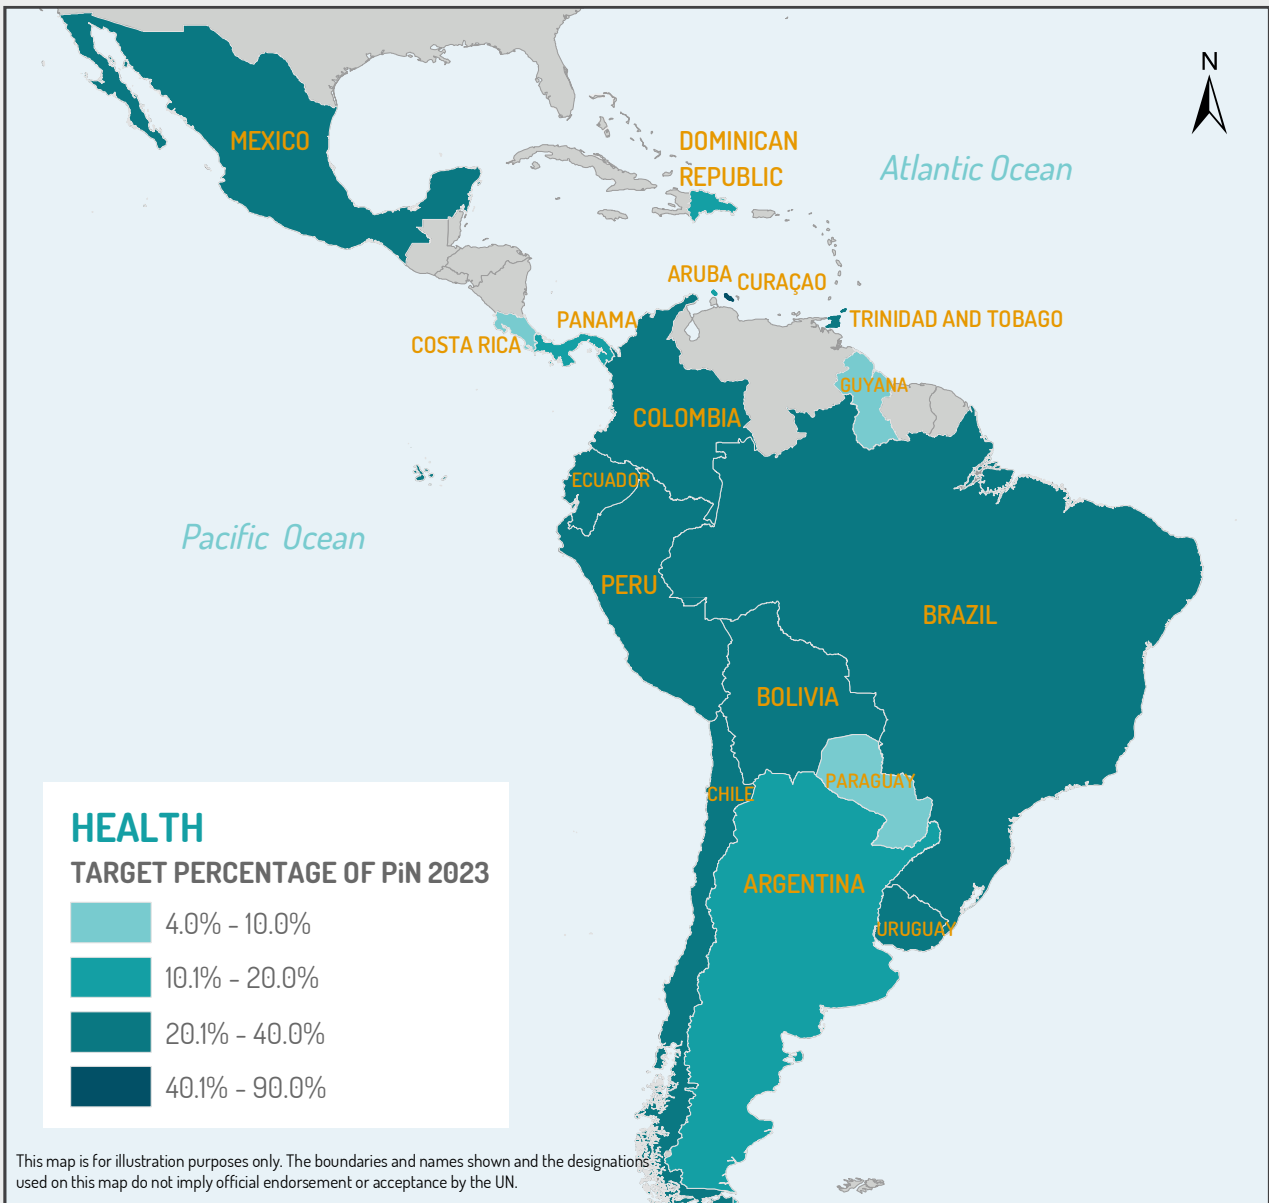 N
MEXICO
DOMINICAN
REPUBLIC
Atlantic Ocean
ARUBA
CURAÇAO
PANAMA
TRINIDAD AND TOBAGO
COSTA RICA
GUYANA
COLOMBIA
ECUADOR
Pacific Ocean
PERU
BRAZIL
BOLIVIA
PARAGUAY
CHILE
ARGENTINA
URUGUAY
HEALTH
TARGET PERCENTAGE OF PiN 2023
4.0% - 10.0%
10.1% - 20.0%
20.1% - 40.0%
40.1% - 90.0%
This map is for illustration purposes only. The boundaries and names shown and the designations
used on this map do not imply official endorsement or acceptance by the UN.